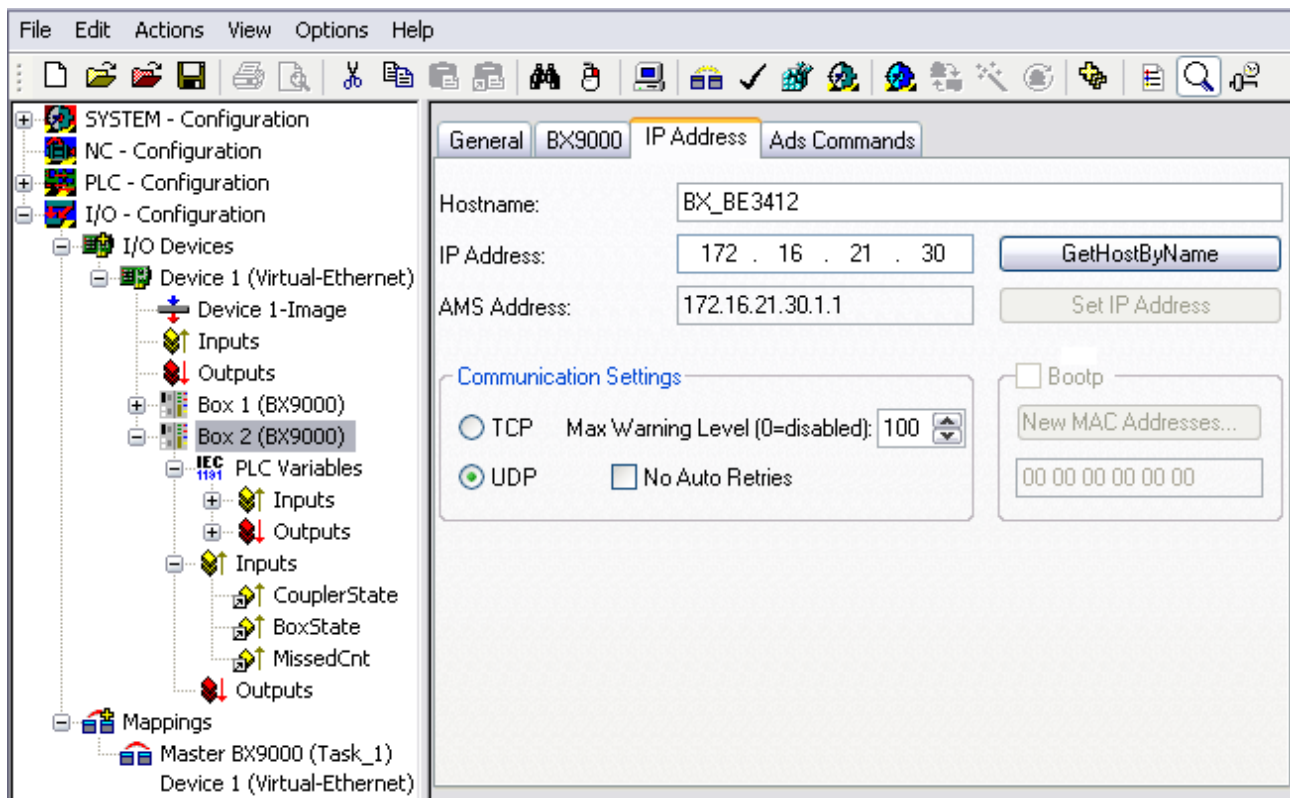 File Edit Actions View Options Help
SYSTEM - Configuration
NC - Configuration
PLC - Configuration
I/O - Configuration
I/O Devices
Device 1 (Virtual-Ethernet)
Device 1-Image
Inputs
Outputs
Box 1 (BX9000)
Box 2 (BX9000)
IEC 1131 PLC Variables
Inputs
Outputs
Inputs
CouplerState
BoxState
MissedCnt
Outputs
Mappings
Master BX9000 (Task_1)
Device 1 (Virtual-Ethernet)
General BX9000 IP Address Ads Commands
Hostname: BX_BE3412
IP Address: 172 . 16 . 21 . 30 GetHostByName
AMS Address: 172.16.21.30.1.1 Set IP Address
Communication Settings
TCP Max Warning Level (0=disabled): 100
UDP No Auto Retries
Bootp
New MAC Addresses...
00 00 00 00 00 00